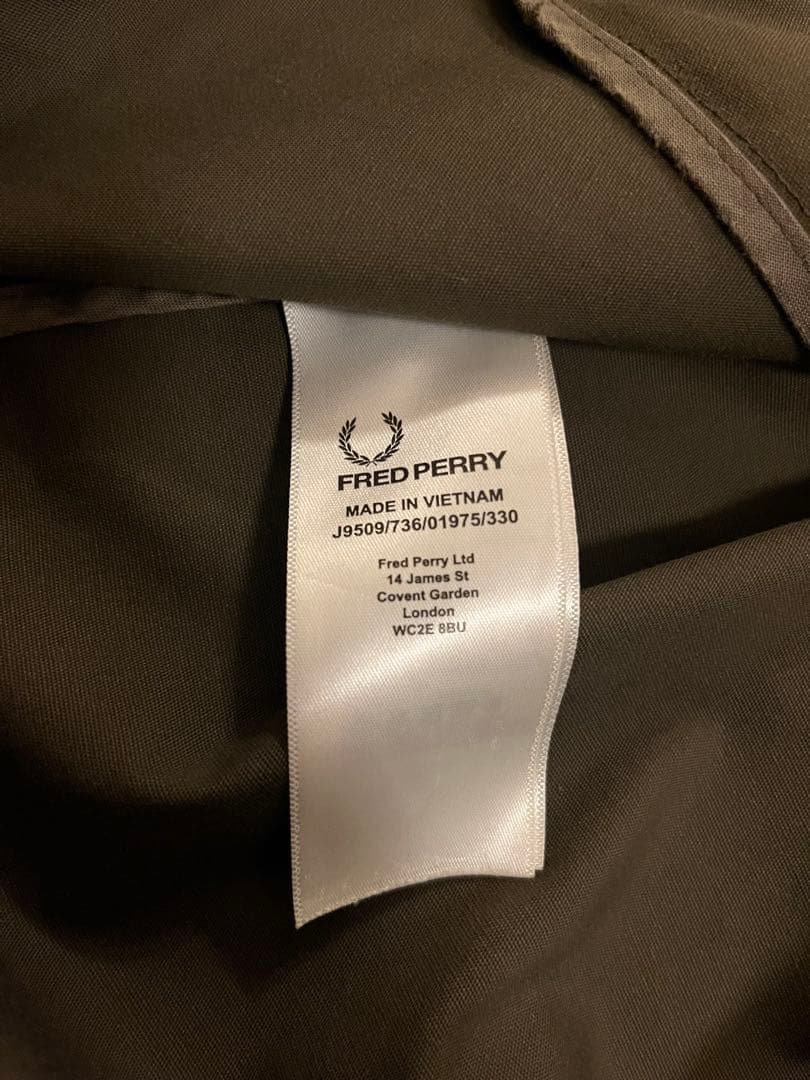 FRED PERRY
MADE IN VIETNAM
J9509/736/01975/330
Fred Perry Ltd
14 James St
Covent Garden
London
WC2E 8BU